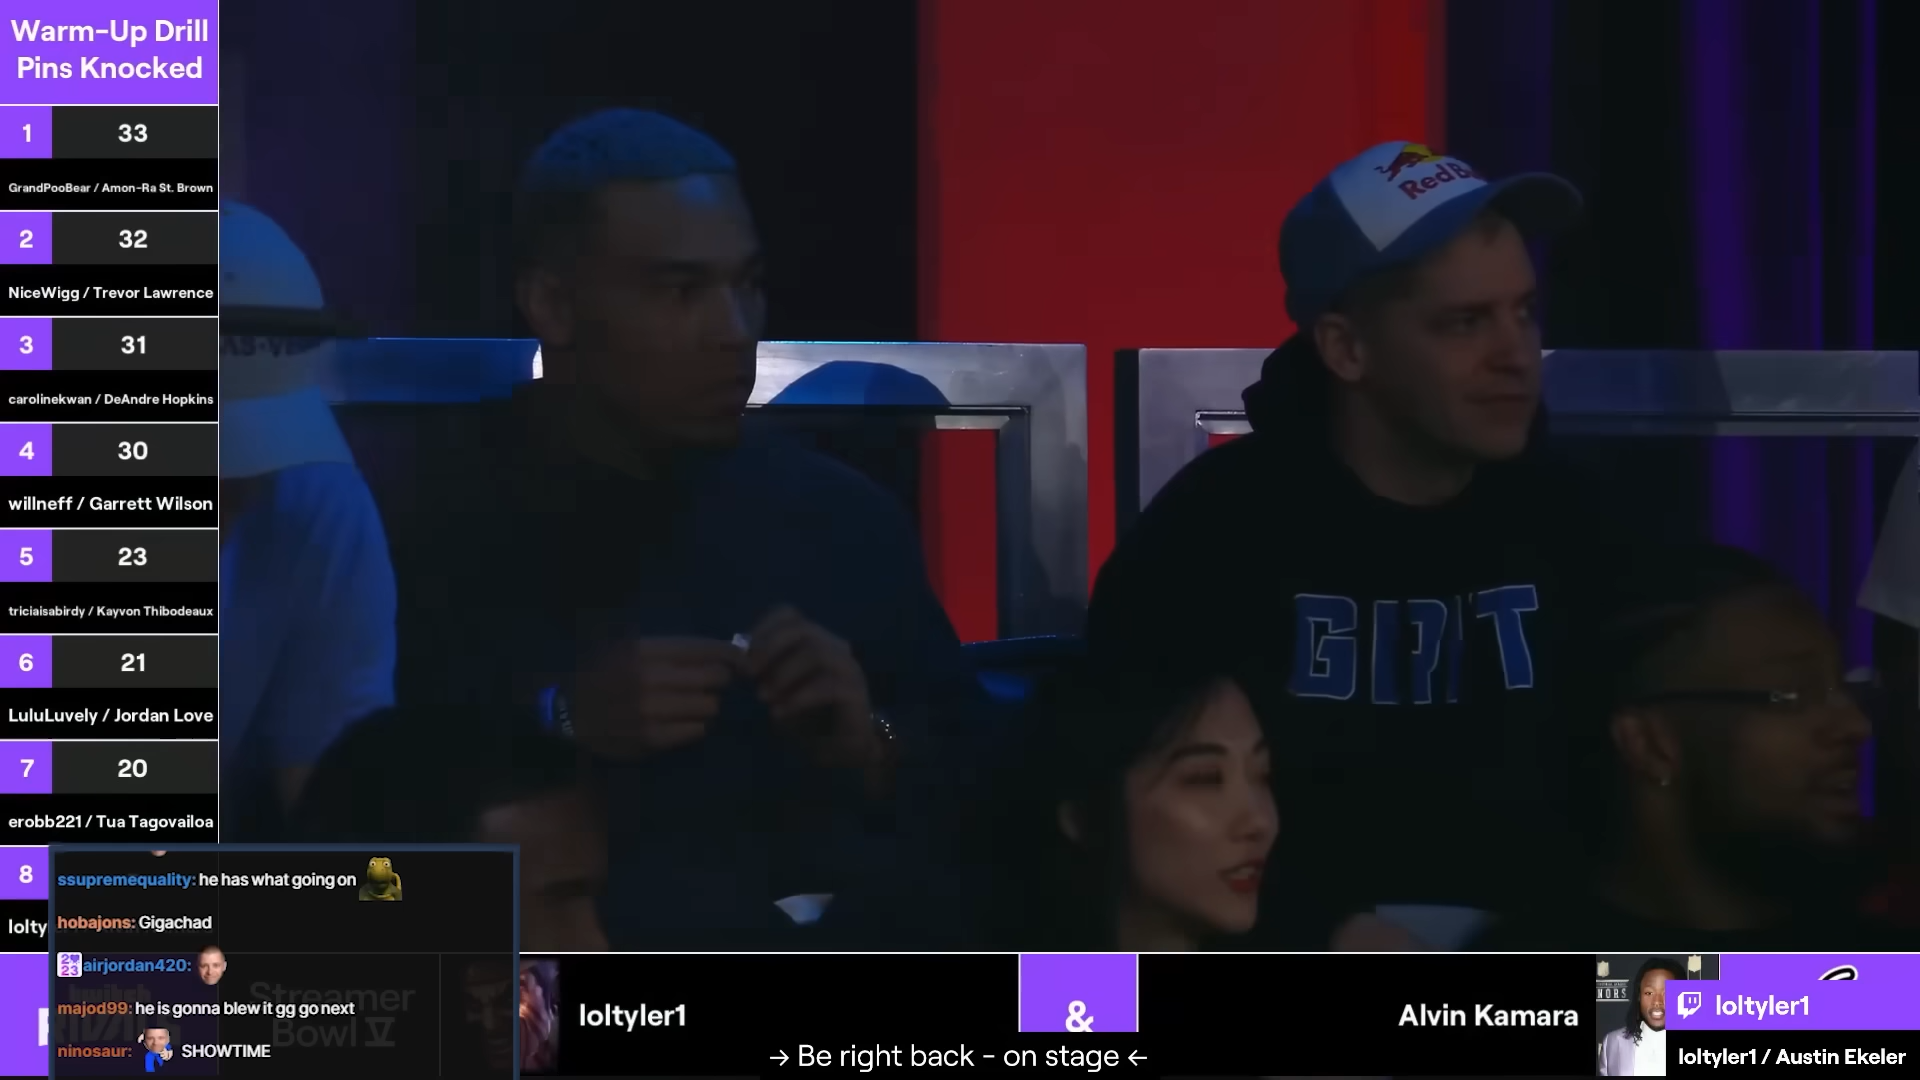 Warm-Up Drill
Pins Knocked
1 33
GrandPooBear / Amon-Ra St. Brown
2 32
NiceWigg / Trevor Lawrence
3 31
carolinekwan / DeAndre Hopkins
4 30
willneff / Garrett Wilson
5 23
triciaisabirdy / Kayvon Thibodeaux
6 21
LuluLuvely / Jordan Love
7 20
erobb221 / Tua Tagovailoa
8
lolty
Red B
ssupremequality: he has what going on
hobajons: Gigachad
airjordan420:
majod99: he is gonna blew it gg go next
ninosaur: SHOWTIME
Streamer
Bowl V
loltyler1
&
Alvin Kamara
→ Be right back - on stage ←
loltyler1
loltyler1 / Austin Ekeler